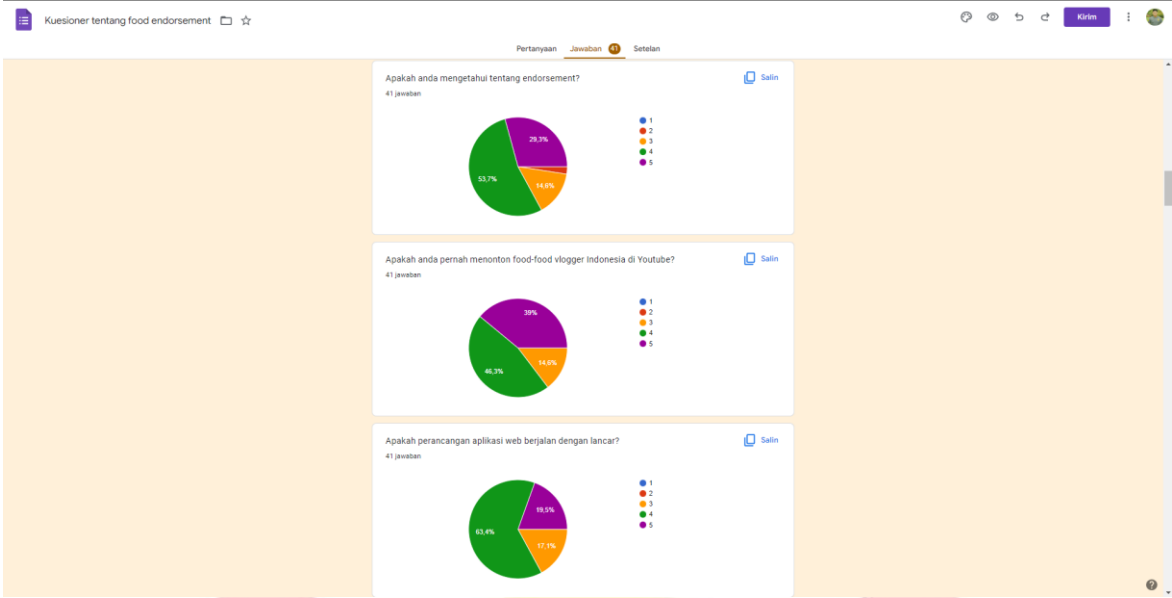 Kuesioner tentang food endorsement
Kirim
Pertanyaan Jawaban 41 Setelan
Apakah anda mengetahui tentang endorsement?
Salin
41 jawaban
29,3%
53,7%
14,6%
1
2
3
4
5
Apakah anda pernah menonton food-food vlogger Indonesia di Youtube?
Salin
41 jawaban
39%
46,3%
14,6%
1
2
3
4
5
Apakah perancangan aplikasi web berjalan dengan lancar?
Salin
41 jawaban
19,5%
63,4%
17,1%
1
2
3
4
5